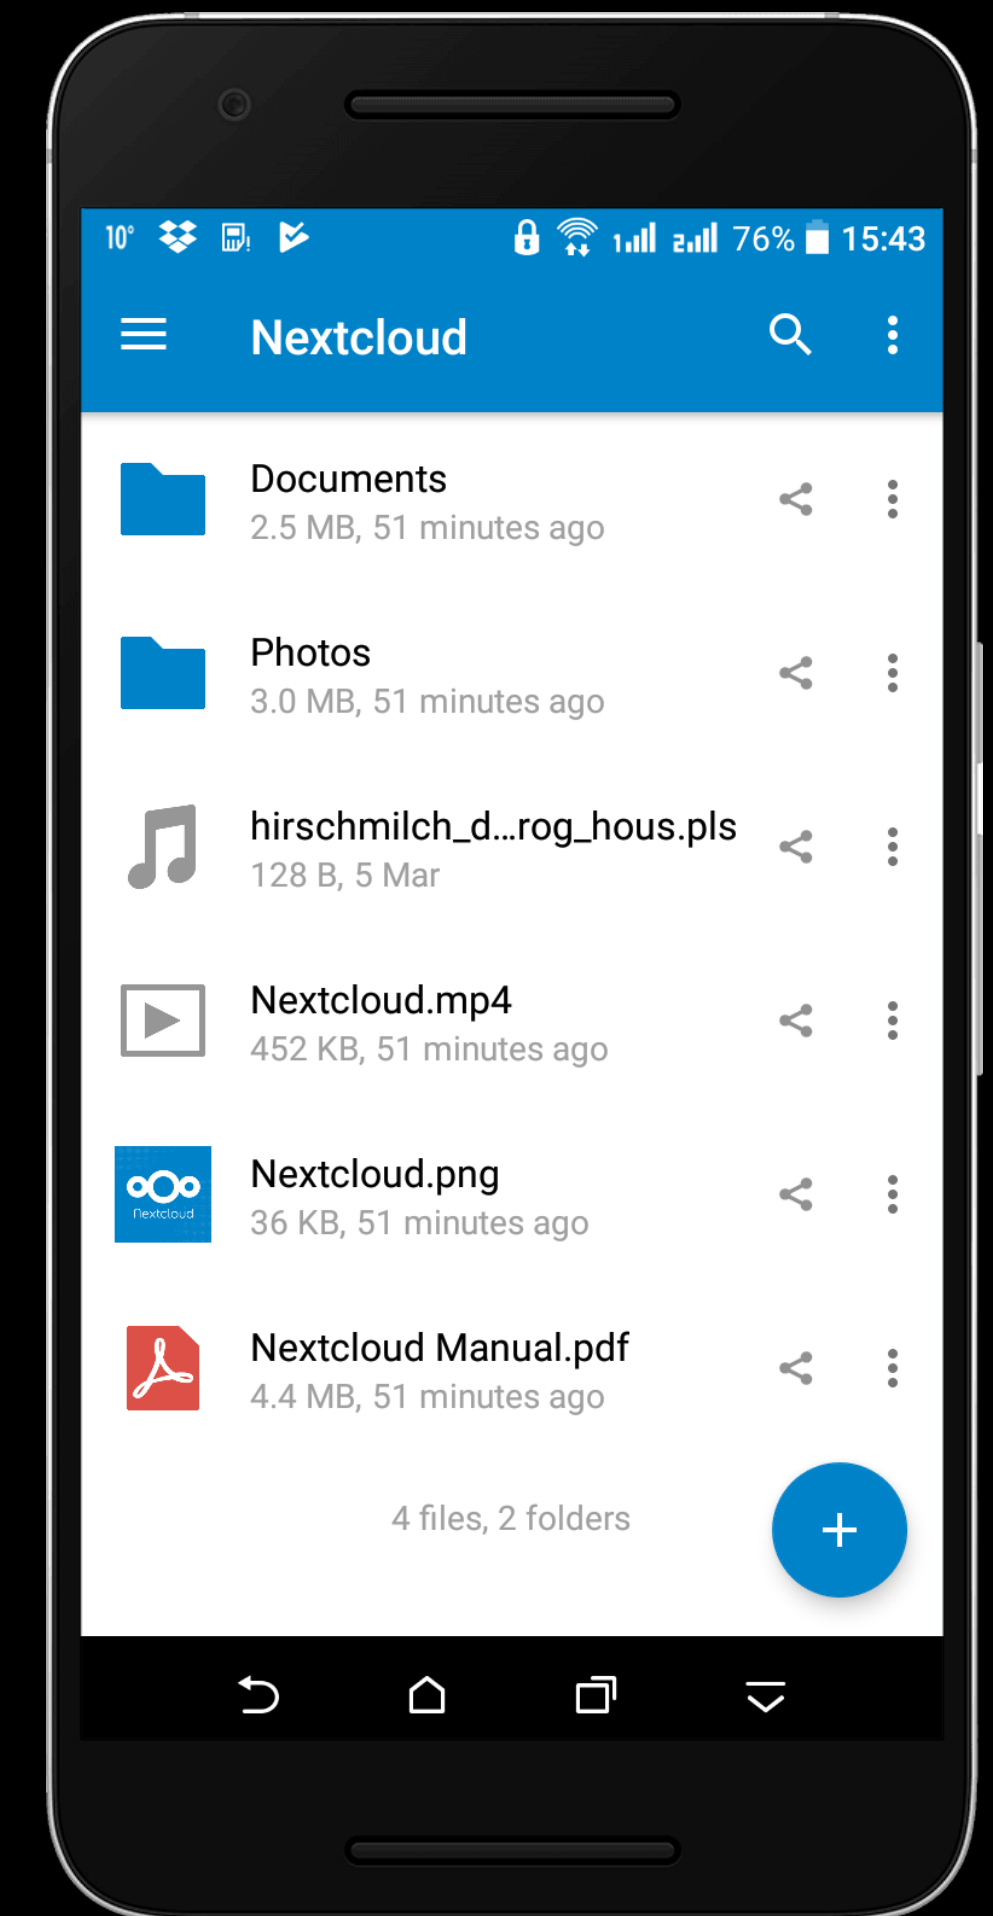 10° 1 2 76% 15:43
Nextcloud
Documents
2.5 MB, 51 minutes ago
Photos
3.0 MB, 51 minutes ago
hirschmilch_d…rog_hous.pls
128 B, 5 Mar
Nextcloud.mp4
452 KB, 51 minutes ago
Nextcloud.png
36 KB, 51 minutes ago
nextcloud
Nextcloud Manual.pdf
4.4 MB, 51 minutes ago
4 files, 2 folders